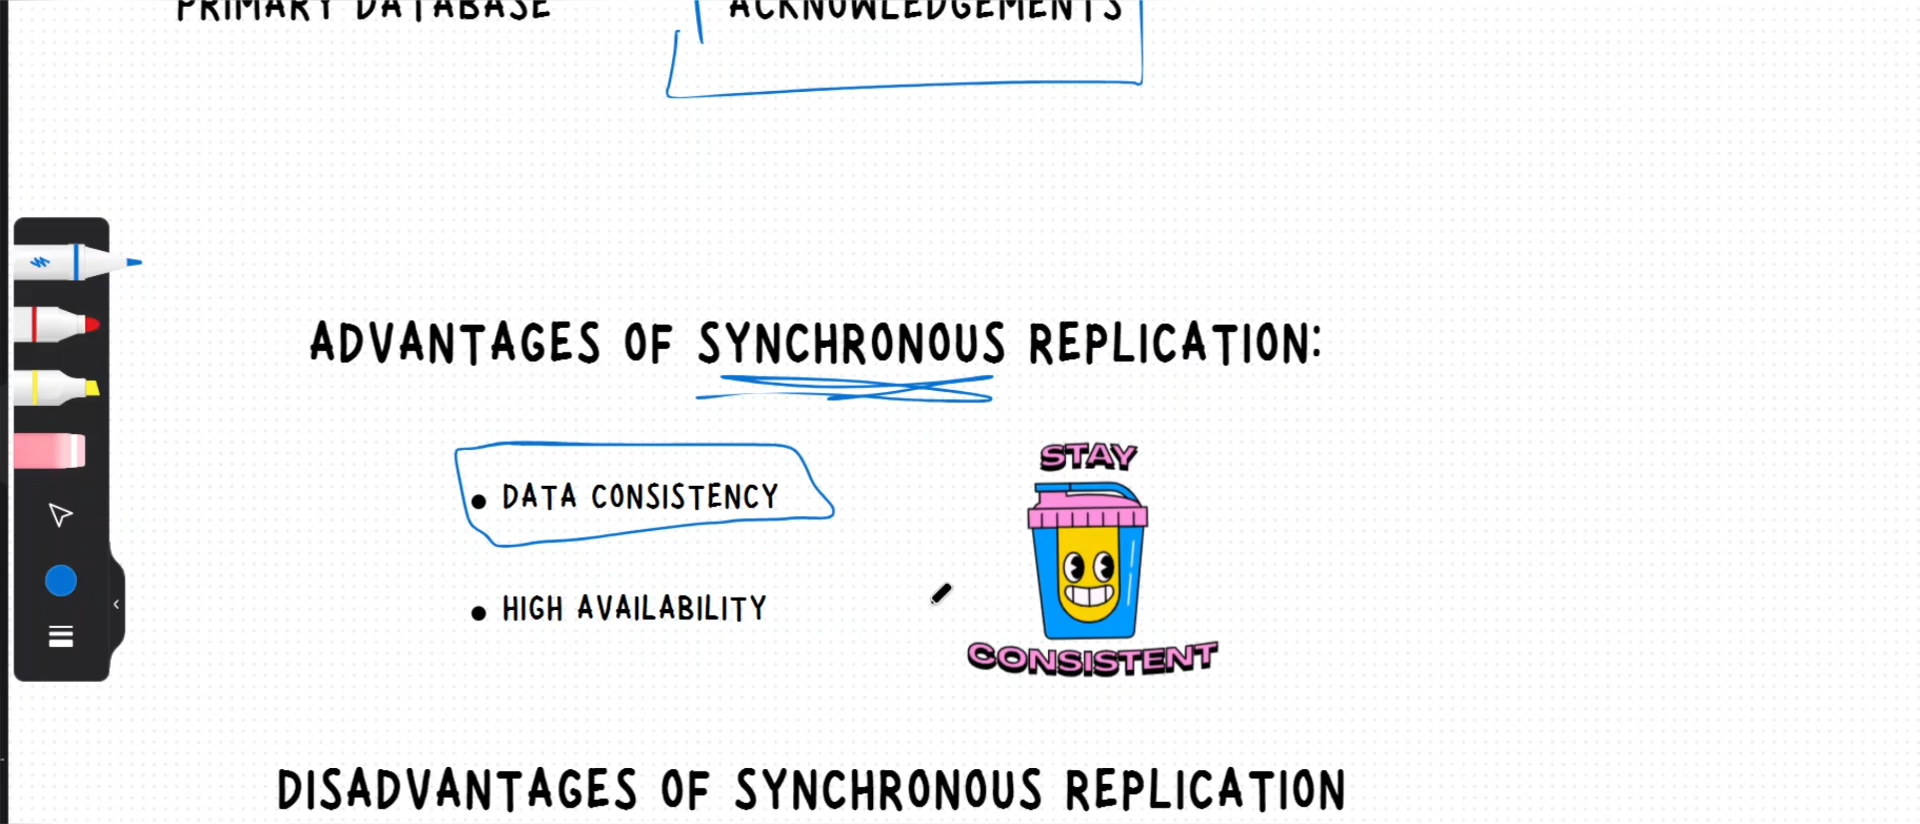 PRIMARY DATABASE
ACKNOWLEDGEMENTS
ADVANTAGES OF SYNCHRONOUS REPLICATION:
• DATA CONSISTENCY
• HIGH AVAILABILITY
STAY
CONSISTENT
DISADVANTAGES OF SYNCHRONOUS REPLICATION